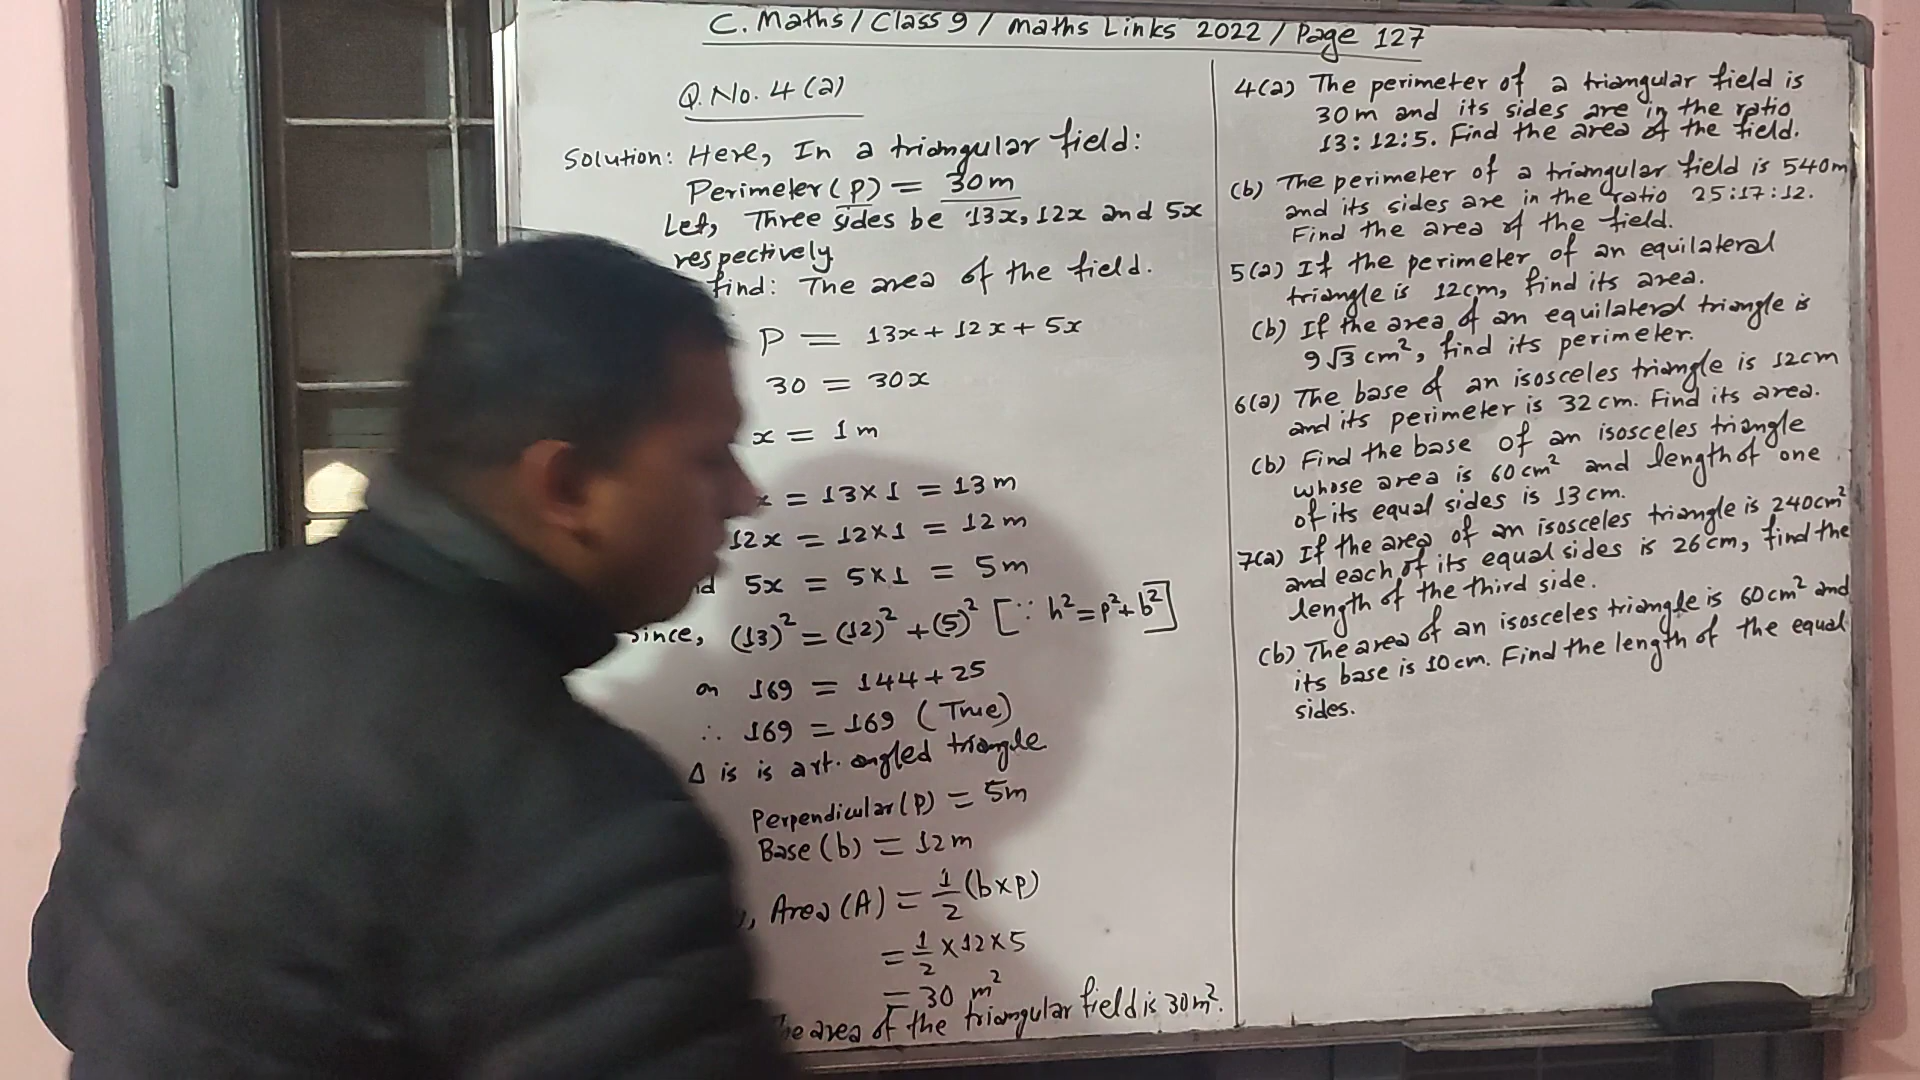 C. Maths / Class 9 / Maths Links 2022 / Page 127
Q. No. 4 (a)
Solution: Here, In a triangular field:
Perimeter (P) = 30m
Let, Three sides be 13x, 12x and 5x
respectively
find: The area of the field.
P = 13x + 12x + 5x
30 = 30x
x = 1 m
x = 13×1 = 13 m
12x = 12×1 = 12 m
5x = 5×1 = 5m
Since, (13)² = (12)² + (5)² [∵ h² = p² + b²]
or 169 = 144 + 25
∴ 169 = 169 (True)
Δ is is a rt. angled triangle
Perpendicular (P) = 5m
Base (b) = 12m
, Area (A) = 1/2 (b×P)
= 1/2 × 12 × 5
= 30 m²
The area of the triangular field is 30m².
4(a) The perimeter of a triangular field is
30m and its sides are in the ratio
13:12:5. Find the area of the field.
(b) The perimeter of a triangular field is 540m
and its sides are in the ratio 25:17:12.
Find the area of the field.
5(a) If the perimeter of an equilateral
triangle is 12cm, find its area.
(b) If the area of an equilateral triangle is
9√3 cm², find its perimeter.
6(a) The base of an isosceles triangle is 12cm
and its perimeter is 32 cm. Find its area.
(b) Find the base of an isosceles triangle
whose area is 60cm² and length of one
of its equal sides is 13 cm.
7(a) If the area of an isosceles triangle is 240cm²
and each of its equal sides is 26cm, find the
length of the third side.
(b) The area of an isosceles triangle is 60cm² and
its base is 10cm. Find the length of the equal
sides.